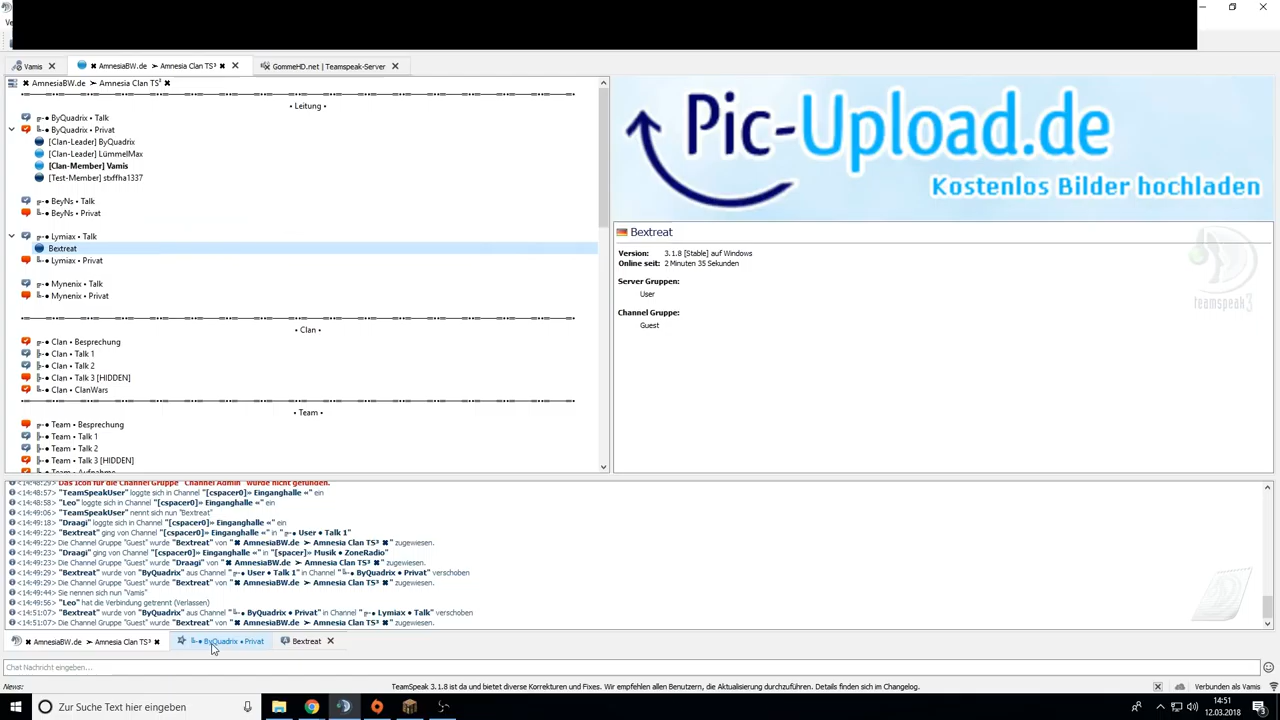 Vamis
✖ AmnesiaBW.de ➣ Amnesia Clan TS³ ✖
GommeHD.net | Teamspeak-Server
✖ AmnesiaBW.de ➣ Amnesia Clan TS³ ✖
• Leitung •
╔-● ByQuadrix • Talk
╚-● ByQuadrix • Privat
[Clan-Leader] ByQuadrix
[Clan-Leader] LümmelMax
[Clan-Member] Vamis
[Test-Member] stxffha1337
╔-● BeyNs • Talk
╚-● BeyNs • Privat
╔-● Lymiax • Talk
Bextreat
╚-● Lymiax • Privat
╔-● Mynenix • Talk
╚-● Mynenix • Privat
• Clan •
╔-● Clan • Besprechung
╠-● Clan • Talk 1
╠-● Clan • Talk 2
╠-● Clan • Talk 3 [HIDDEN]
╚-● Clan • ClanWars
• Team •
╔-● Team • Besprechung
╠-● Team • Talk 1
╠-● Team • Talk 2
╠-● Team • Talk 3 [HIDDEN]
Team • Aufnahme
Pic-Upload.de
Kostenlos Bilder hochladen
Bextreat
Version: 3.1.8 [Stable] auf Windows
Online seit: 2 Minuten 35 Sekunden
Server Gruppen:
User
Channel Gruppe:
Guest
teamspeak3
<14:48:29> Das Icon für die Channel Gruppe "Channel Admin" wurde nicht gefunden.
<14:48:57> "TeamSpeakUser" loggte sich in Channel "[cspacer0]» Eingangshalle «" ein
<14:48:58> "Leo" loggte sich in Channel "[cspacer0]» Eingangshalle «" ein
<14:49:06> "TeamSpeakUser" nennt sich nun "Bextreat"
<14:49:18> "Draagi" loggte sich in Channel "[cspacer0]» Eingangshalle «" ein
<14:49:22> "Bextreat" ging von Channel "[cspacer0]» Eingangshalle «" in "╔-● User • Talk 1"
<14:49:22> Die Channel Gruppe "Guest" wurde "Bextreat" von "✖ AmnesiaBW.de ➣ Amnesia Clan TS³ ✖" zugewiesen.
<14:49:23> "Draagi" ging von Channel "[cspacer0]» Eingangshalle «" in "[spacer]» Musik • ZoneRadio"
<14:49:23> Die Channel Gruppe "Guest" wurde "Draagi" von "✖ AmnesiaBW.de ➣ Amnesia Clan TS³ ✖" zugewiesen.
<14:49:29> "Bextreat" wurde von "ByQuadrix" aus Channel "╔-● User • Talk 1" in Channel "╚-● ByQuadrix • Privat" verschoben
<14:49:29> Die Channel Gruppe "Guest" wurde "Bextreat" von "✖ AmnesiaBW.de ➣ Amnesia Clan TS³ ✖" zugewiesen.
<14:49:44> Sie nennen sich nun "Vamis"
<14:49:56> "Leo" hat die Verbindung getrennt (Verlassen)
<14:51:07> "Bextreat" wurde von "ByQuadrix" aus Channel "╚-● ByQuadrix • Privat" in Channel "╔-● Lymiax • Talk" verschoben
<14:51:07> Die Channel Gruppe "Guest" wurde "Bextreat" von "✖ AmnesiaBW.de ➣ Amnesia Clan TS³ ✖" zugewiesen.
✖ AmnesiaBW.de ➣ Amnesia Clan TS³ ✖
╚-● ByQuadrix • Privat
Bextreat
Chat Nachricht eingeben...
News: TeamSpeak 3.1.8 ist da und bietet diverse Korrekturen und Fixes. Wir empfehlen allen Benutzern, die Aktualisierung durchzuführen. Details finden sich im Changelog.
Verbunden als Vamis
Zur Suche Text hier eingeben
14:51
12.03.2018